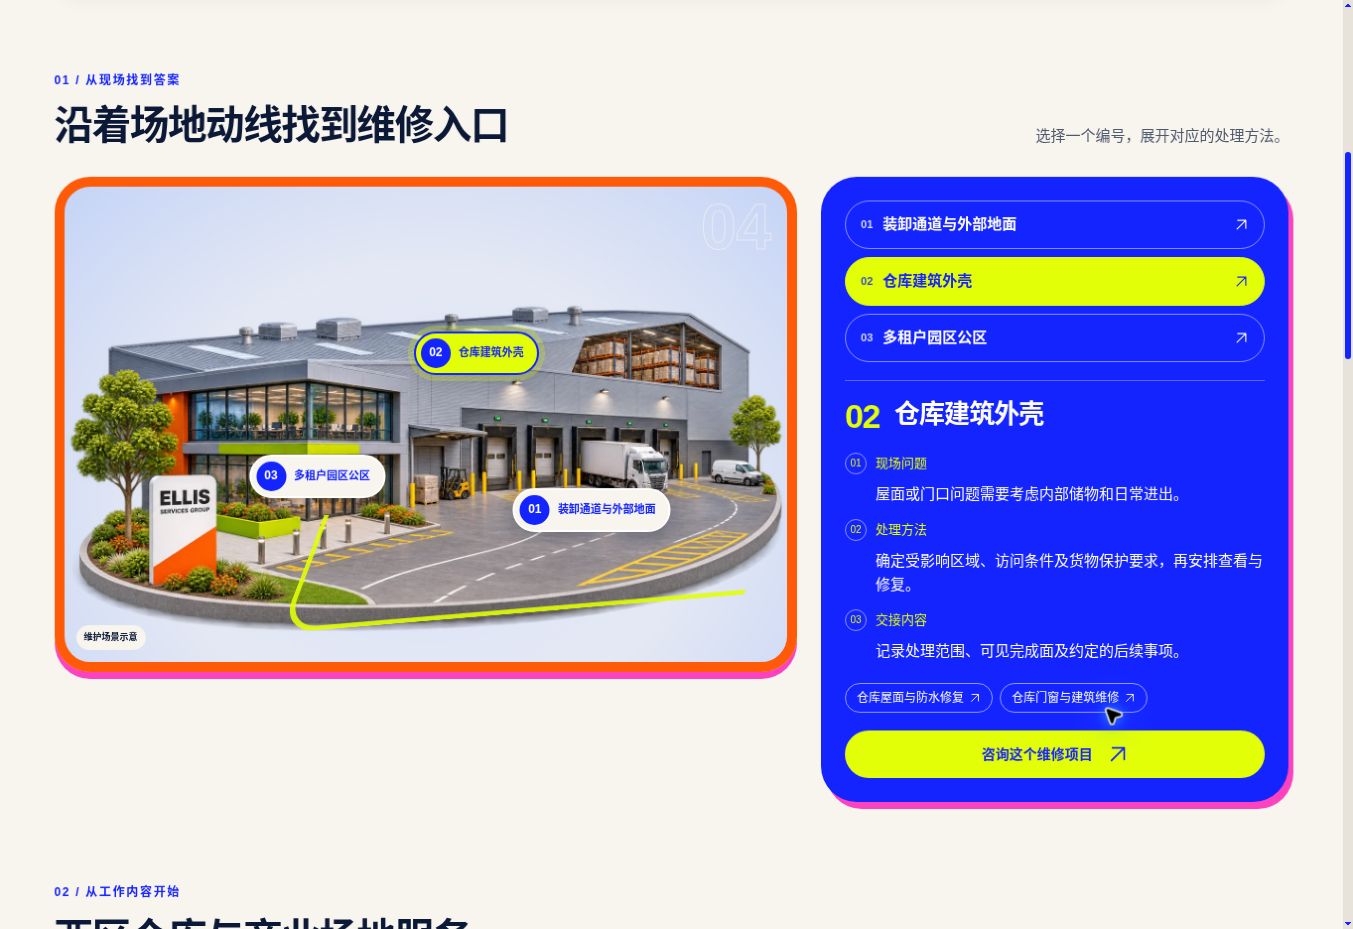 01 / 从现场找到答案
沿着场地动线找到维修入口
选择一个编号，展开对应的处理方法。
04
02 仓库建筑外壳
03 多租户园区公区
01 装卸通道与外部地面
ELLIS
SERVICES GROUP
维护场景示意
01 装卸通道与外部地面
02 仓库建筑外壳
03 多租户园区公区
02 仓库建筑外壳
01 现场问题
屋面或门口问题需要考虑内部储物和日常进出。
02 处理方法
确定受影响区域、访问条件及货物保护要求，再安排查看与
修复。
03 交接内容
记录处理范围、可见完成面及约定的后续事项。
仓库屋面与防水修复 仓库门窗与建筑维修
咨询这个维修项目
02 / 从工作内容开始
西区仓库与产业场地服务